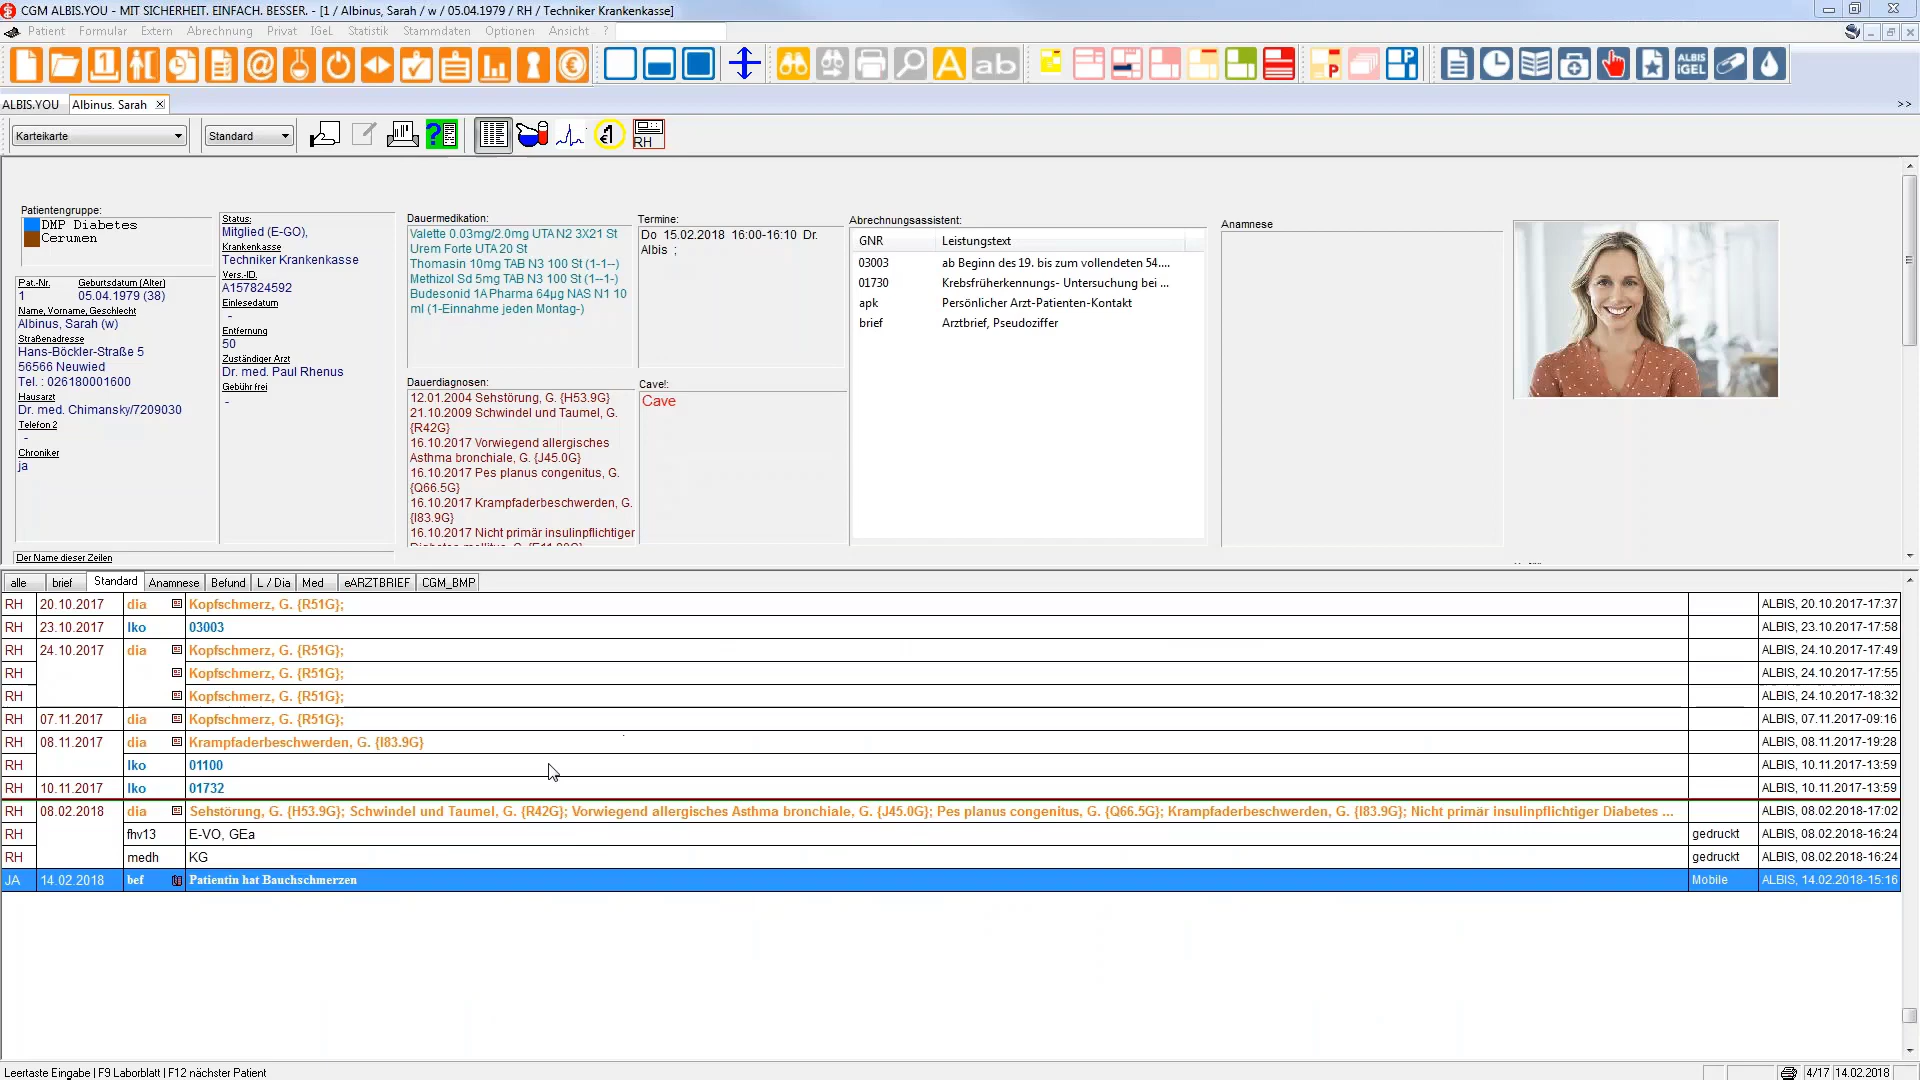 CGM ALBIS.YOU - MIT SICHERHEIT. EINFACH. BESSER. - [1 / Albinus, Sarah / w / 05.04.1979 / RH / Techniker Krankenkasse]
Patient Formular Extern Abrechnung Privat IGeL Statistik Stammdaten Optionen Ansicht ?
ALBIS.YOU Albinus. Sarah >>
Karteikarte Standard RH
Patientengruppe:
DMP Diabetes
Cerumen
Pat.-Nr. Geburtsdatum (Alter)
1 05.04.1979 (38)
Name, Vorname, Geschlecht
Albinus, Sarah (w)
Straßenadresse
Hans-Böckler-Straße 5
56566 Neuwied
Tel. : 026180001600
Hausarzt
Dr. med. Chimansky/7209030
Telefon 2
-
Chroniker
ja
Der Name dieser Zeilen
Status:
Mitglied (E-GO),
Krankenkasse
Techniker Krankenkasse
Vers.-ID.
A157824592
Einlesedatum
-
Entfernung
50
Zuständiger Arzt
Dr. med. Paul Rhenus
Gebühr frei
-
Dauermedikation:
Valette 0.03mg/2.0mg UTA N2 3X21 St
Urem Forte UTA 20 St
Thomasin 10mg TAB N3 100 St (1-1--)
Methizol Sd 5mg TAB N3 100 St (1--1-)
Budesonid 1A Pharma 64µg NAS N1 10
ml (1-Einnahme jeden Montag-)
Dauerdiagnosen:
12.01.2004 Sehstörung, G. {H53.9G}
21.10.2009 Schwindel und Taumel, G.
{R42G}
16.10.2017 Vorwiegend allergisches
Asthma bronchiale, G. {J45.0G}
16.10.2017 Pes planus congenitus, G.
{Q66.5G}
16.10.2017 Krampfaderbeschwerden, G.
{I83.9G}
16.10.2017 Nicht primär insulinpflichtiger
Termine:
Do 15.02.2018 16:00-16:10 Dr.
Albis ;
Cave!:
Cave
Abrechnungsassistent:
GNR Leistungstext
03003 ab Beginn des 19. bis zum vollendeten 54....
01730 Krebsfrüherkennungs- Untersuchung bei ...
apk Persönlicher Arzt-Patienten-Kontakt
brief Arztbrief, Pseudoziffer
Anamnese
alle brief Standard Anamnese Befund L / Dia Med eARZTBRIEF CGM_BMP
RH 20.10.2017 dia Kopfschmerz, G. {R51G}; ALBIS, 20.10.2017-17:37
RH 23.10.2017 lko 03003 ALBIS, 23.10.2017-17:58
RH 24.10.2017 dia Kopfschmerz, G. {R51G}; ALBIS, 24.10.2017-17:49
RH Kopfschmerz, G. {R51G}; ALBIS, 24.10.2017-17:55
RH Kopfschmerz, G. {R51G}; ALBIS, 24.10.2017-18:32
RH 07.11.2017 dia Kopfschmerz, G. {R51G}; ALBIS, 07.11.2017-09:16
RH 08.11.2017 dia Krampfaderbeschwerden, G. {I83.9G} ALBIS, 08.11.2017-19:28
RH lko 01100 ALBIS, 10.11.2017-13:59
RH 10.11.2017 lko 01732 ALBIS, 10.11.2017-13:59
RH 08.02.2018 dia Sehstörung, G. {H53.9G}; Schwindel und Taumel, G. {R42G}; Vorwiegend allergisches Asthma bronchiale, G. {J45.0G}; Pes planus congenitus, G. {Q66.5G}; Krampfaderbeschwerden, G. {I83.9G}; Nicht primär insulinpflichtiger Diabetes ... ALBIS, 08.02.2018-17:02
RH fhv13 E-VO, GEa gedruckt ALBIS, 08.02.2018-16:24
RH medh KG gedruckt ALBIS, 08.02.2018-16:24
JA 14.02.2018 bef Patientin hat Bauchschmerzen Mobile ALBIS, 14.02.2018-15:16
Leertaste Eingabe | F9 Laborblatt | F12 nächster Patient 4/17 14.02.2018